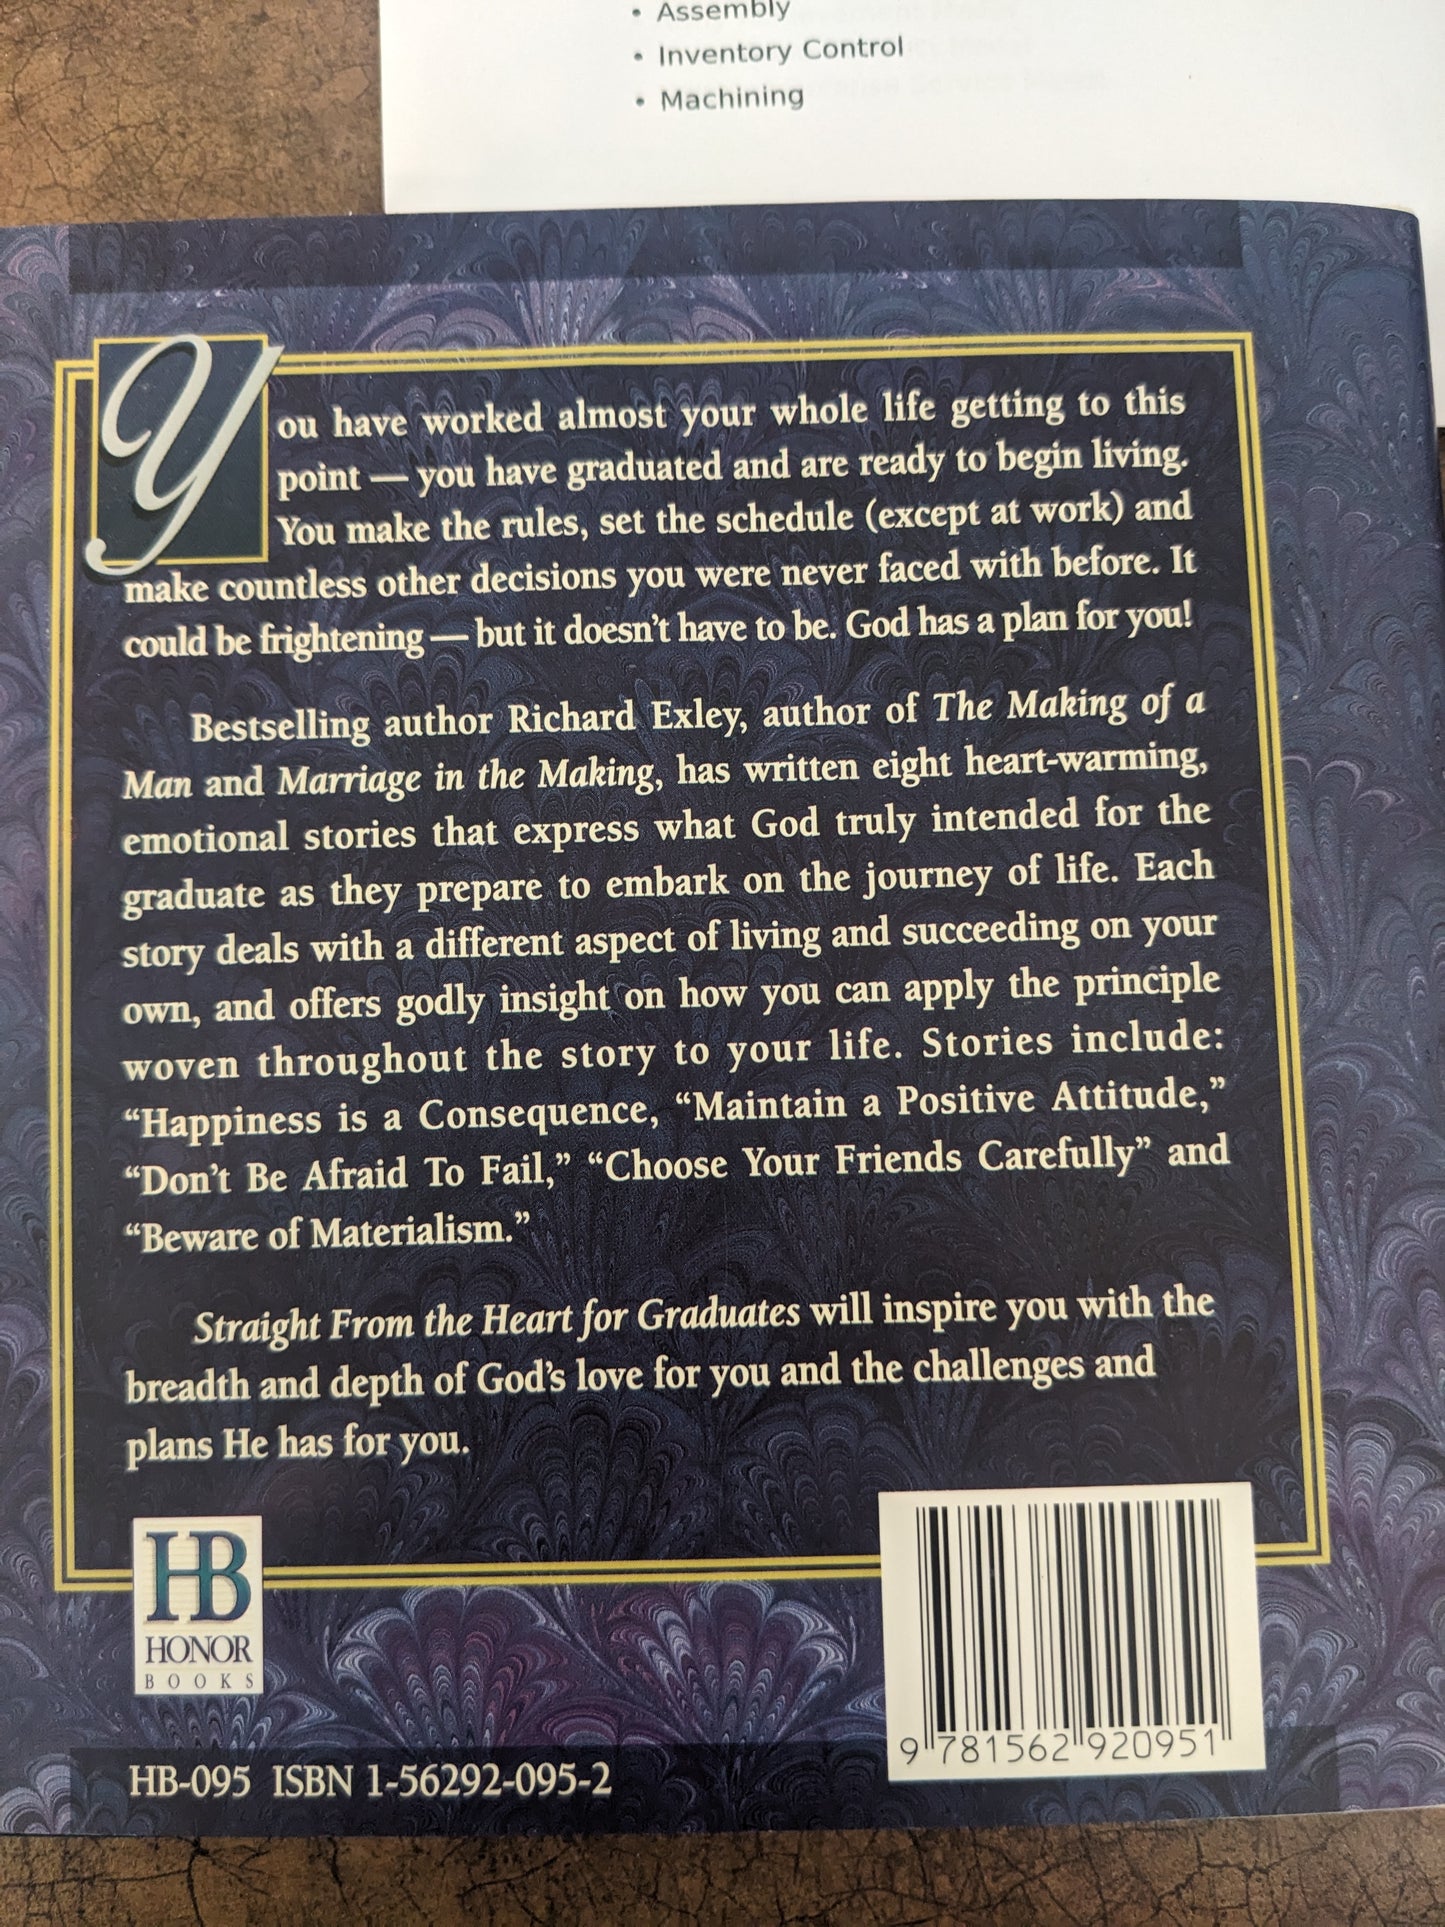 • Assembly
• Inventory Control
• Machining
You have worked almost your whole life getting to this
point — you have graduated and are ready to begin living.
You make the rules, set the schedule (except at work) and
make countless other decisions you were never faced with before. It
could be frightening — but it doesn't have to be. God has a plan for you!
Bestselling author Richard Exley, author of The Making of a
Man and Marriage in the Making, has written eight heart-warming,
emotional stories that express what God truly intended for the
graduate as they prepare to embark on the journey of life. Each
story deals with a different aspect of living and succeeding on your
own, and offers godly insight on how you can apply the principle
woven throughout the story to your life. Stories include:
“Happiness is a Consequence, “Maintain a Positive Attitude,”
“Don't Be Afraid To Fail,” “Choose Your Friends Carefully” and
“Beware of Materialism.”
Straight From the Heart for Graduates will inspire you with the
breadth and depth of God's love for you and the challenges and
plans He has for you.
HB
HONOR
BOOKS
9 781562 920951
HB-095 ISBN 1-56292-095-2